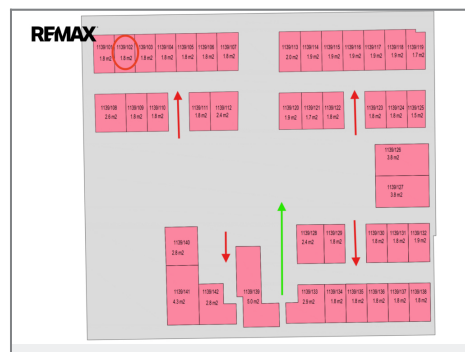 REMAX
1139/101 1139/102 1139/103 1139/104 1139/105 1139/106 1139/107
1.8 m2 1.8 m2 1.8 m2 1.8 m2 1.8 m2 1.8 m2 1.8 m2
1139/113 1139/114 1139/115 1139/116 1139/117 1139/118 1139/119
2.0 m2 1.9 m2 1.9 m2 1.9 m2 1.9 m2 1.9 m2 1.7 m2
1139/108 1139/109 1139/110 1139/111 1139/112
2.6 m2 1.8 m2 1.8 m2 1.8 m2 2.4 m2
1139/120 1139/121 1139/122 1139/123 1139/124 1139/125
1.8 m2 1.7 m2 1.8 m2 1.8 m2 1.8 m2 1.5 m2
1139/126
3.8 m2
1139/127
3.8 m2
1139/128 1139/129 1139/130 1139/131 1139/132
2.4 m2 1.8 m2 1.8 m2 1.8 m2 1.9 m2
1139/140
2.6 m2
1139/141 1139/142 1139/139
4.3 m2 2.8 m2 5.0 m2
1139/133 1139/134 1139/135 1139/136 1139/137 1139/138
2.9 m2 1.8 m2 1.8 m2 1.8 m2 1.8 m2 1.8 m2